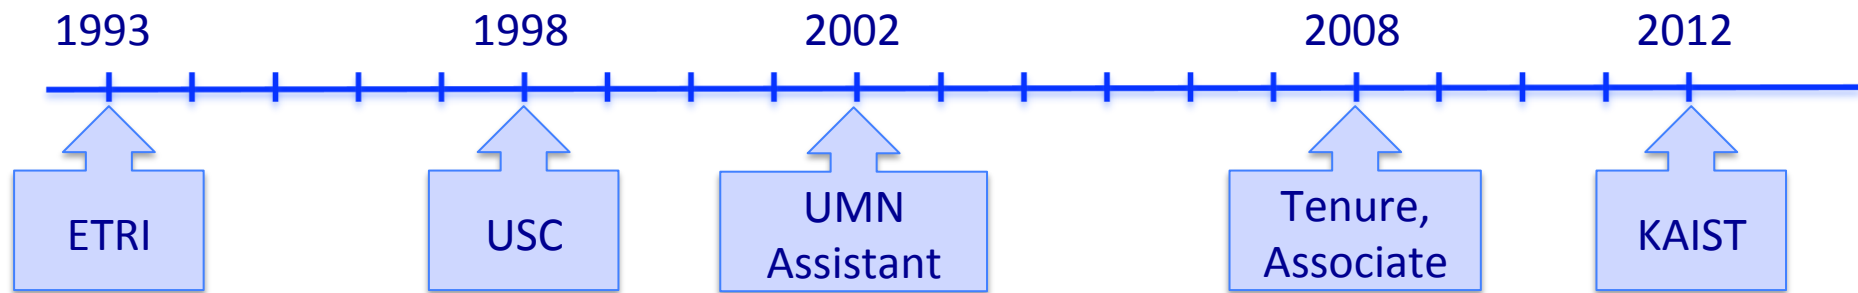 1993 1998 2002 2008 2012
ETRI
USC
UMN
Assistant
Tenure,
Associate
KAIST